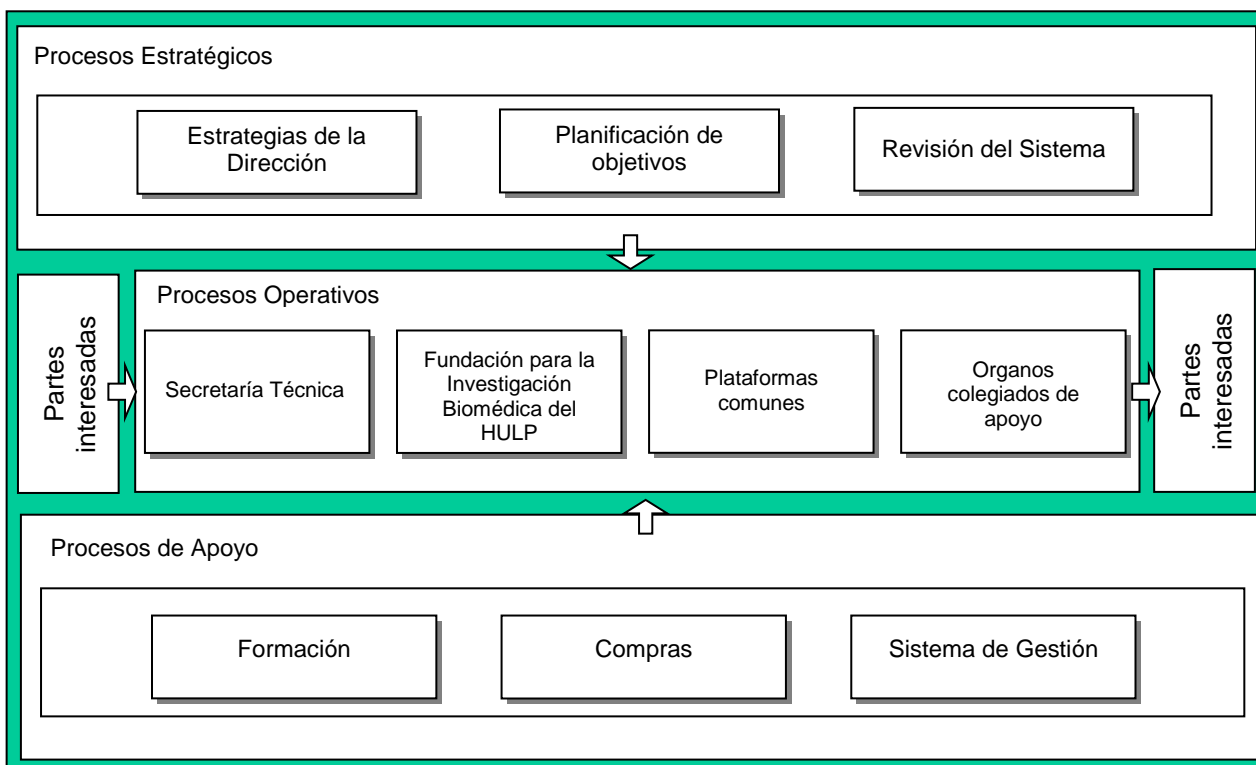 Procesos Estratégicos
Estrategias de la
Dirección
Planificación de
objetivos
Revisión del Sistema
Partes
interesadas
Procesos Operativos
Secretaría Técnica
Fundación para la
Investigación
Biomédica del
HULP
Plataformas
comunes
Organos
colegiados de
apoyo
Partes
interesadas
Procesos de Apoyo
Formación
Compras
Sistema de Gestión